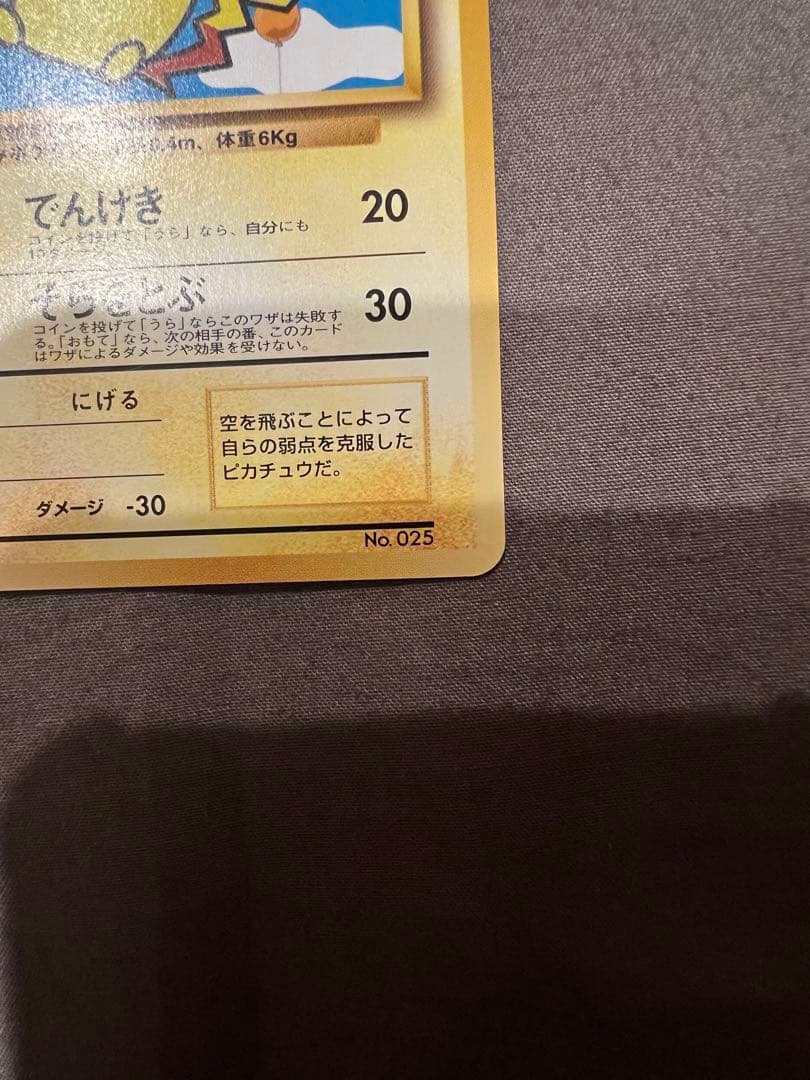 0.4m、体重6Kg
でんけき 20
コインを投げて「うら」なら、自分にも
そらをとぶ 30
コインを投げて「うら」ならこのワザは失敗す
る。「おもて」なら、次の相手の番、このカード
はワザによるダメージや効果を受けない。
にげる
空を飛ぶことによって
自らの弱点を克服した
ピカチュウだ。
ダメージ -30
No. 025